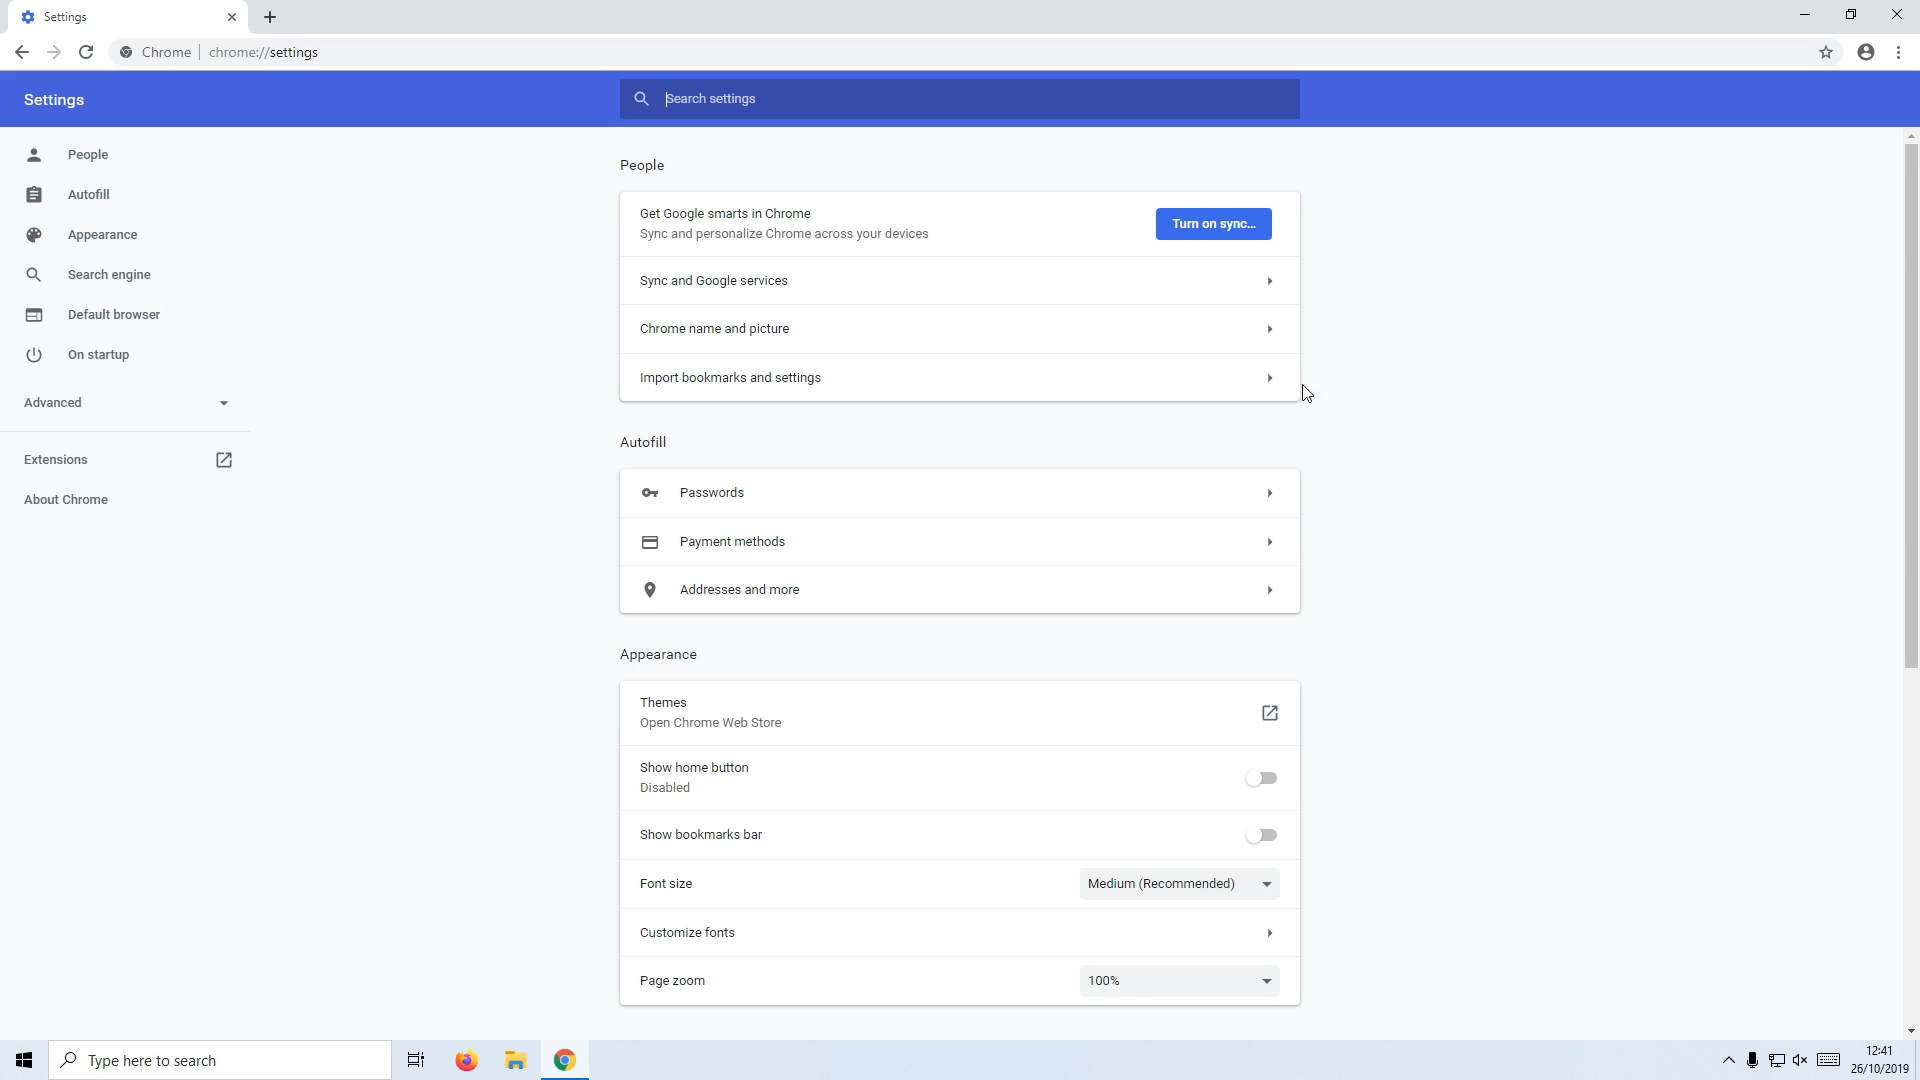 Settings
Chrome
chrome://settings
Settings
Search settings
People
Autofill
Appearance
Search engine
Default browser
On startup
Advanced
Extensions
About Chrome
People
Get Google smarts in Chrome
Sync and personalize Chrome across your devices
Turn on sync...
Sync and Google services
Chrome name and picture
Import bookmarks and settings
Autofill
Passwords
Payment methods
Addresses and more
Appearance
Themes
Open Chrome Web Store
Show home button
Disabled
Show bookmarks bar
Font size
Medium (Recommended)
Customize fonts
Page zoom
100%
Type here to search
12:41
26/10/2019